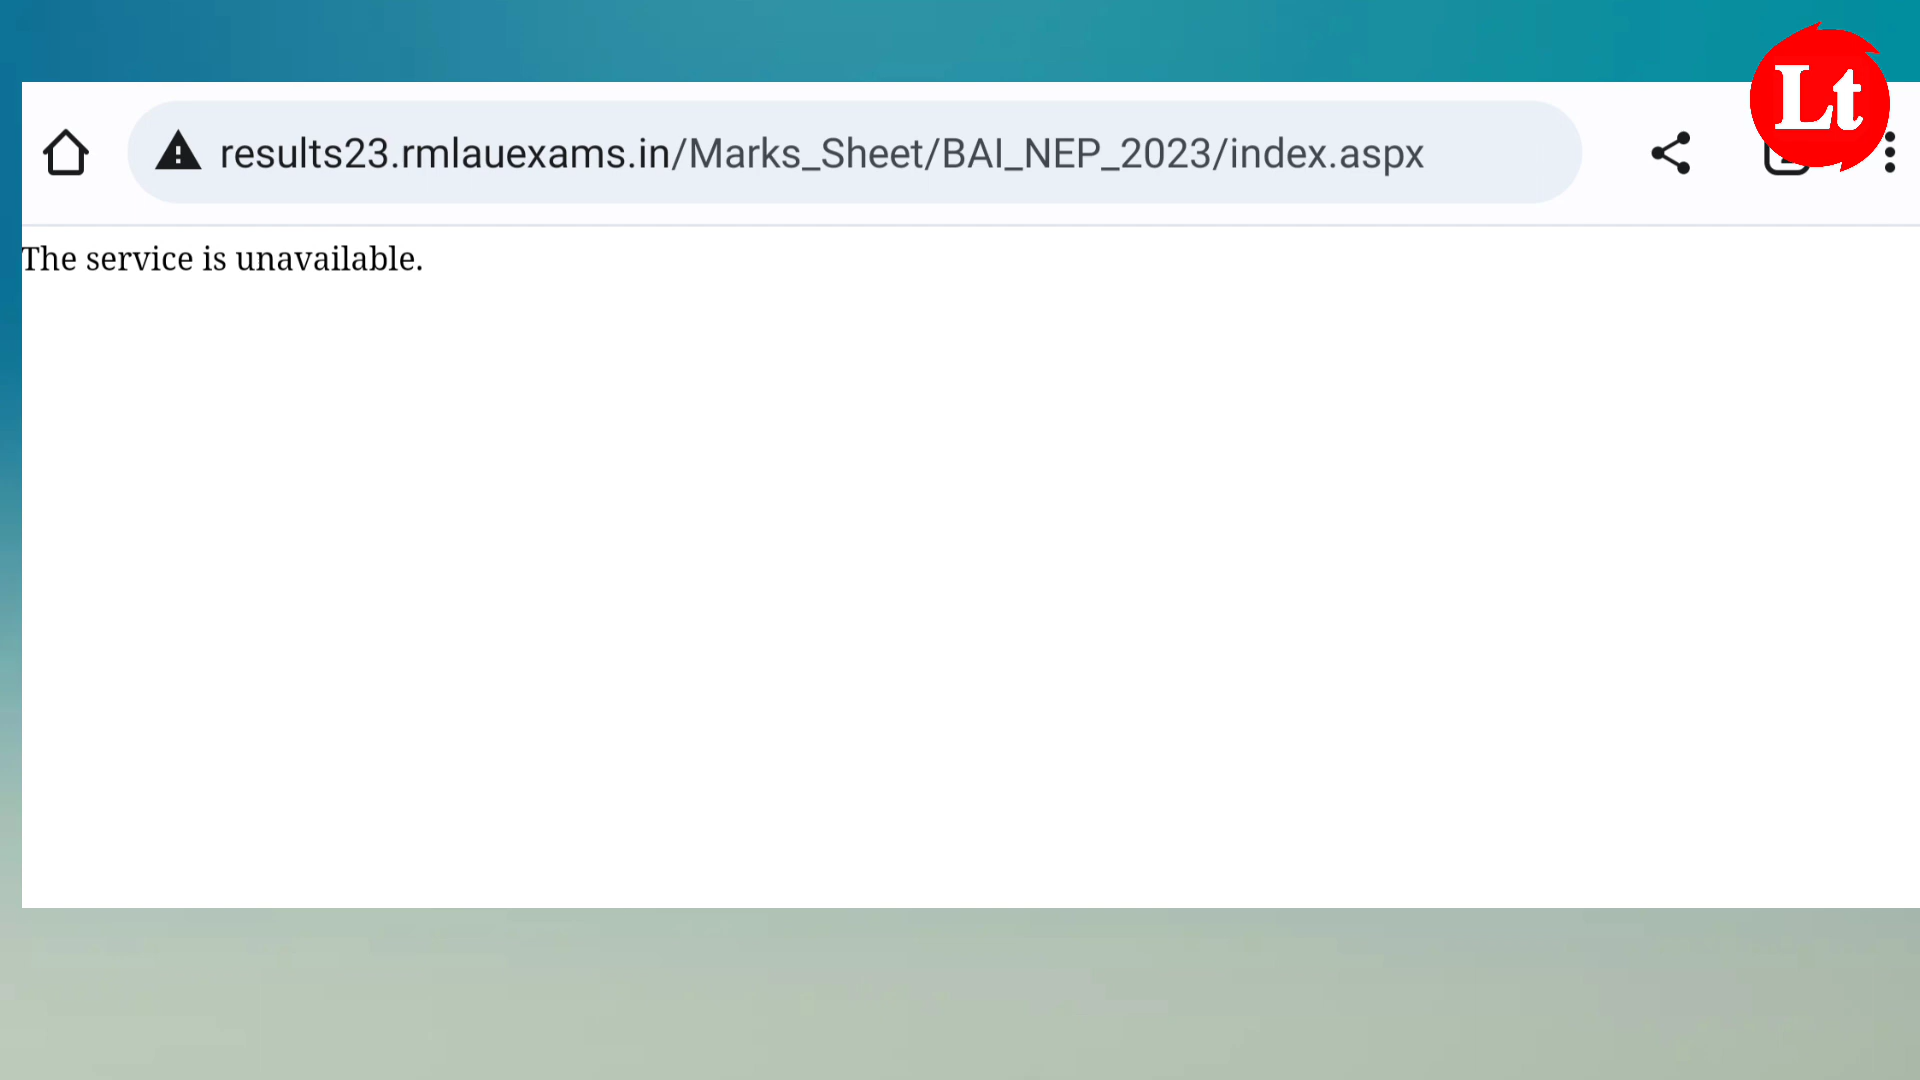 Lt
results23.rmlauexams.in/Marks_Sheet/BAI_NEP_2023/index.aspx
The service is unavailable.